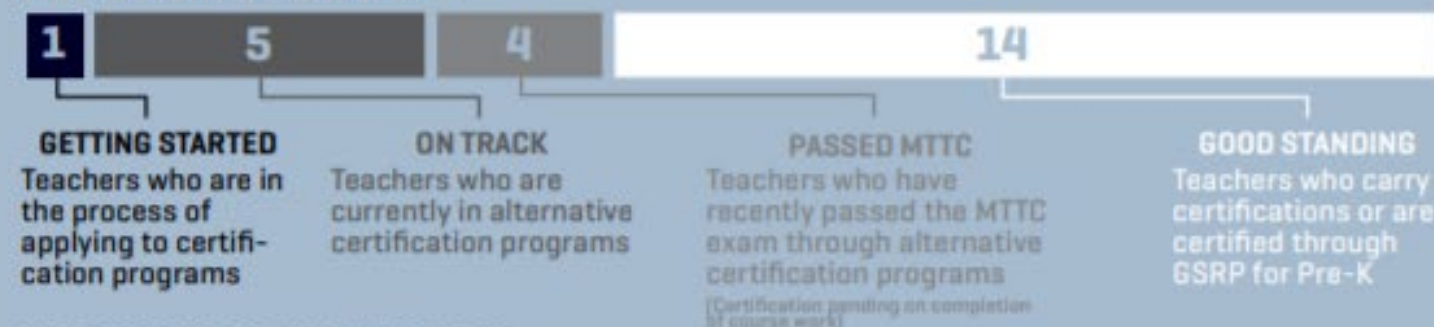 1
5
4
14
GETTING STARTED
Teachers who are in
the process of
applying to certifi-
cation programs
ON TRACK
Teachers who are
currently in alternative
certification programs
PASSED MTTC
Teachers who have
recently passed the MTTC
exam through alternative
certification programs
(Certification pending on completion
of course work)
GOOD STANDING
Teachers who carry
certifications or are
certified through
GSRP for Pre-K